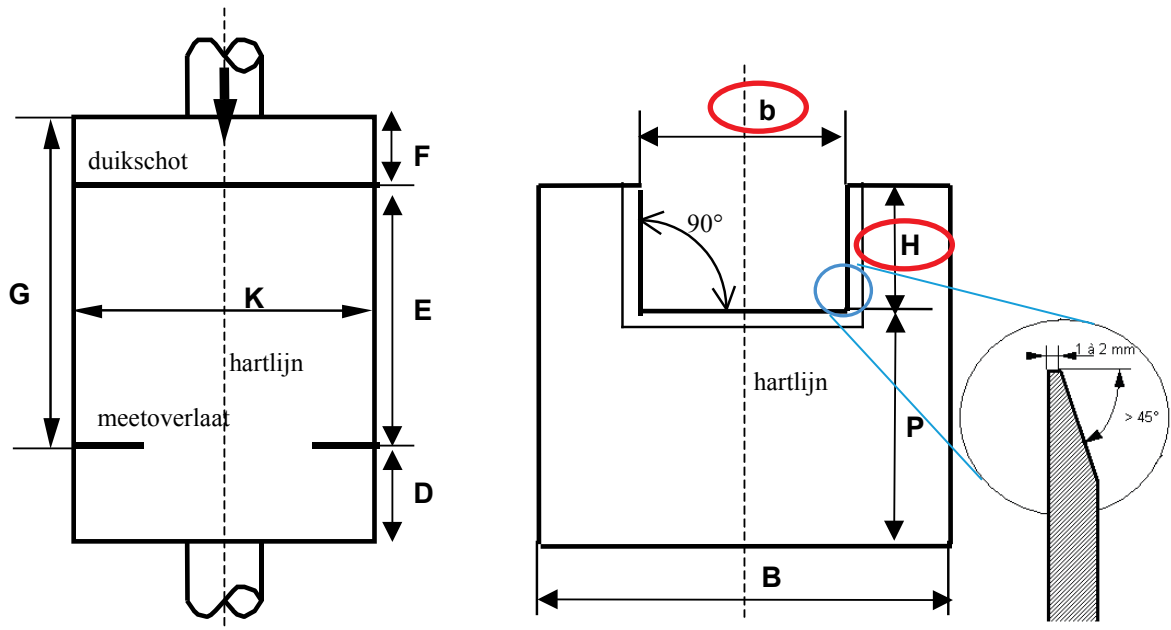 duikschot
F
G
K
E
hartlijn
meetoverlaat
D
b
90°
H
hartlijn
P
B
1 à 2 mm
> 45°